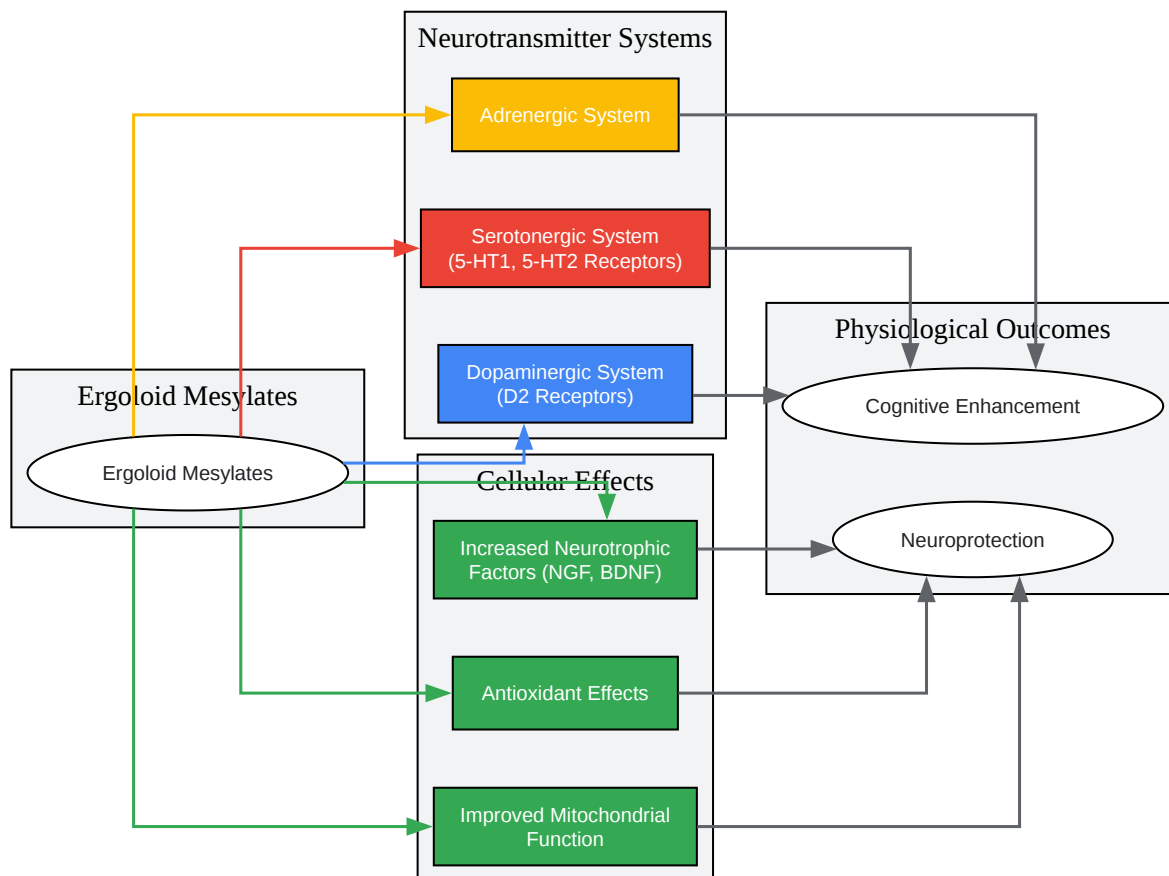 Neurotransmitter Systems
Adrenergic System
Serotonergic System
(5-HT1, 5-HT2 Receptors)
Dopaminergic System
(D2 Receptors)
Ergoloid Mesylates
Ergoloid Mesylates
Cellular Effects
Increased Neurotrophic
Factors (NGF, BDNF)
Antioxidant Effects
Improved Mitochondrial
Function
Physiological Outcomes
Cognitive Enhancement
Neuroprotection